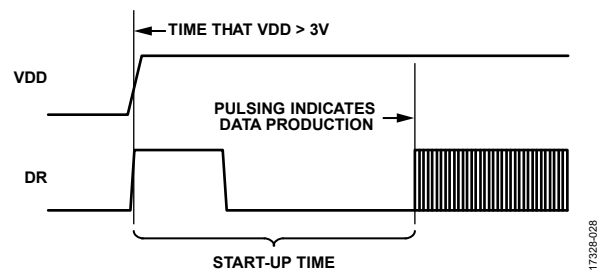 TIME THAT VDD > 3V
VDD
PULSING INDICATES
DATA PRODUCTION
DR
START-UP TIME
17328-028